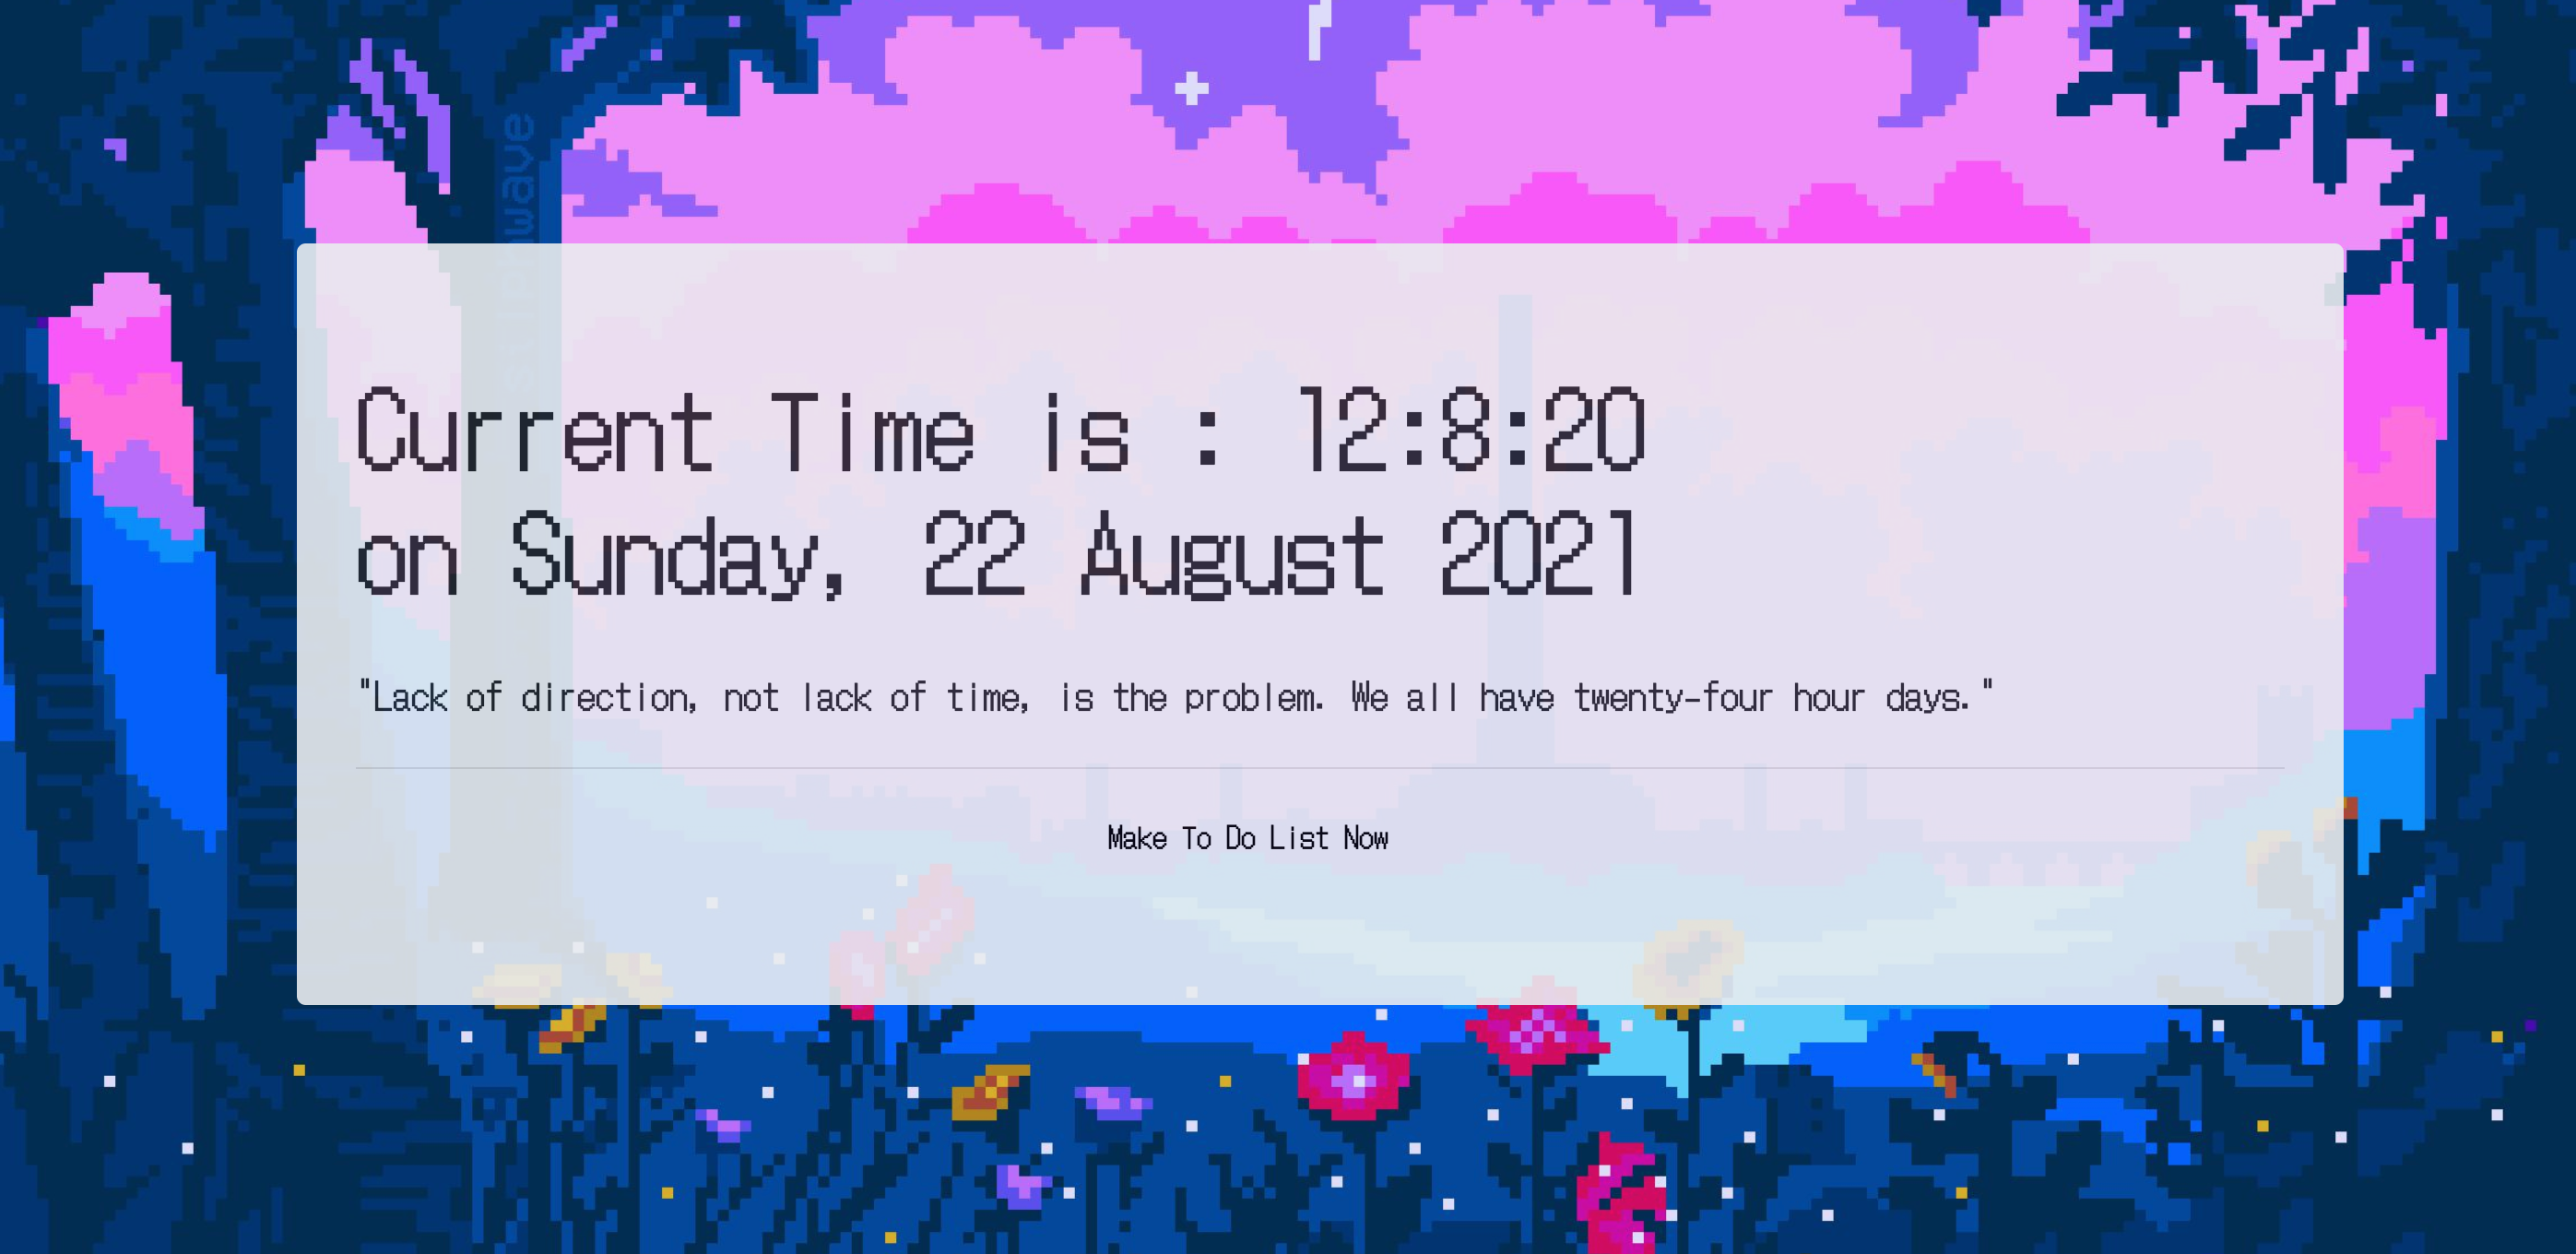 wave
Current Time is : 12:8:20
on Sunday, 22 August 2021
"Lack of direction, not lack of time, is the problem. We all have twenty-four hour days."
Make To Do List Now